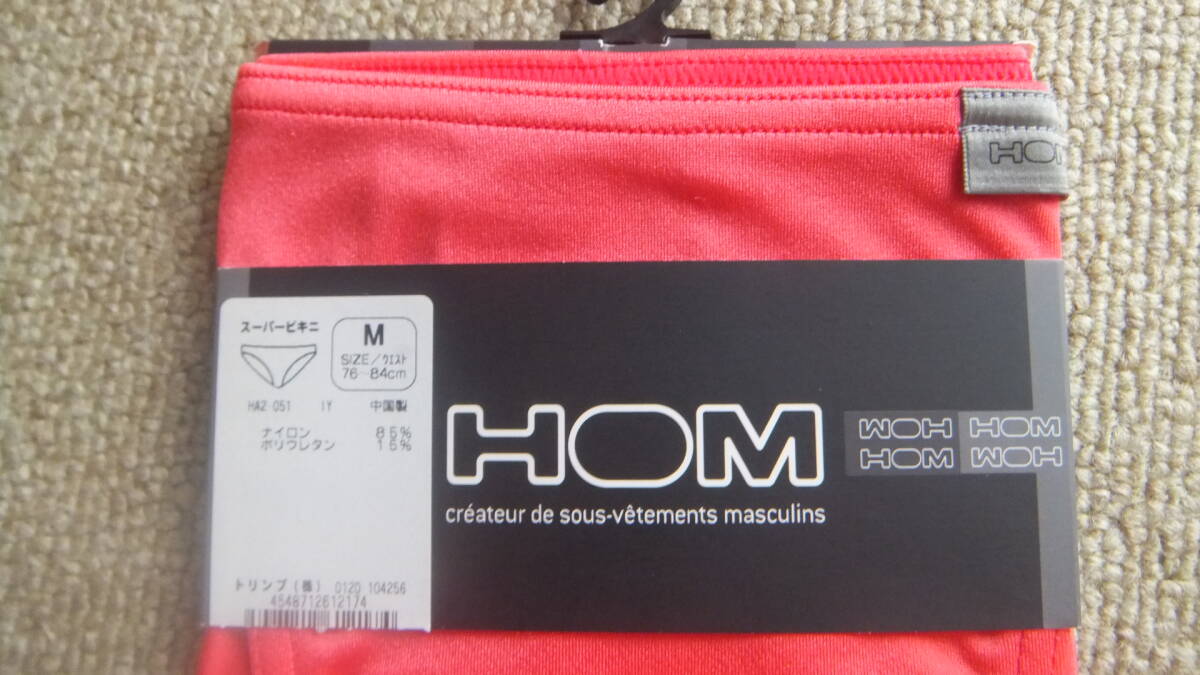 HOM
スーパービキニ
M
SIZE/ウエスト
76-84cm
HA2-051 IY 中国製
ナイロン 85%
ポリウレタン 15%
HOM
créateur de sous-vêtements masculins
HOM HOM
HOM HOM
トリンプ(株) 0120 104256
4548712612174